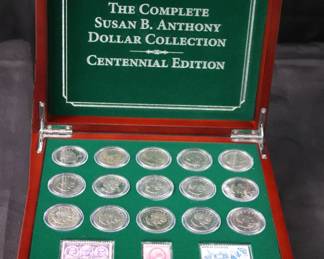 The Complete
Susan B. Anthony
Dollar Collection
Centennial Edition